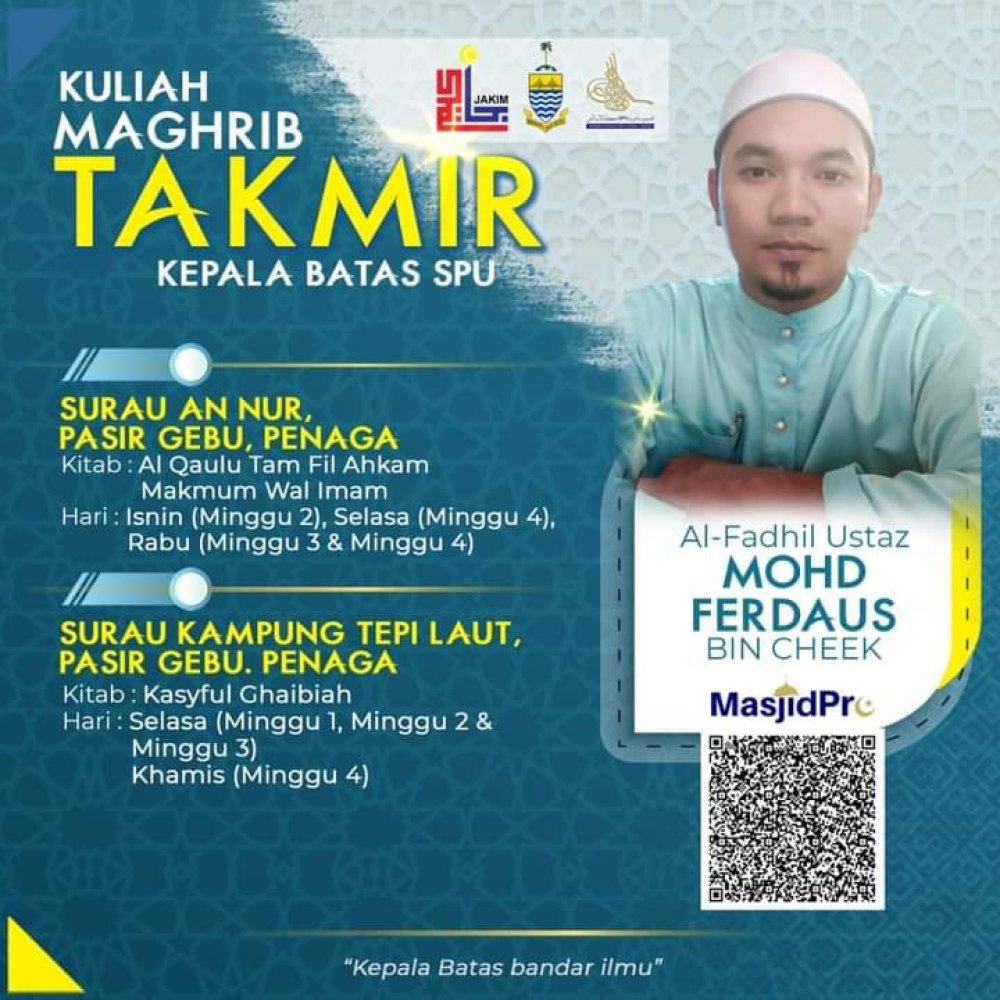 KULIAH
MAGHRIB
TAKMIR
KEPALA BATAS SPU
JAKIM
SURAU AN NUR,
PASIR GEBU, PENAGA
Kitab : Al Qaulu Tam Fil Ahkam
Makmum Wal Imam
Hari : Isnin (Minggu 2), Selasa (Minggu 4),
Rabu (Minggu 3 & Minggu 4)
SURAU KAMPUNG TEPI LAUT,
PASIR GEBU. PENAGA
Kitab : Kasyful Ghaibiah
Hari : Selasa (Minggu 1, Minggu 2 &
Minggu 3)
Khamis (Minggu 4)
Al-Fadhil Ustaz
MOHD
FERDAUS
BIN CHEEK
MasjidPro
"Kepala Batas bandar ilmu"